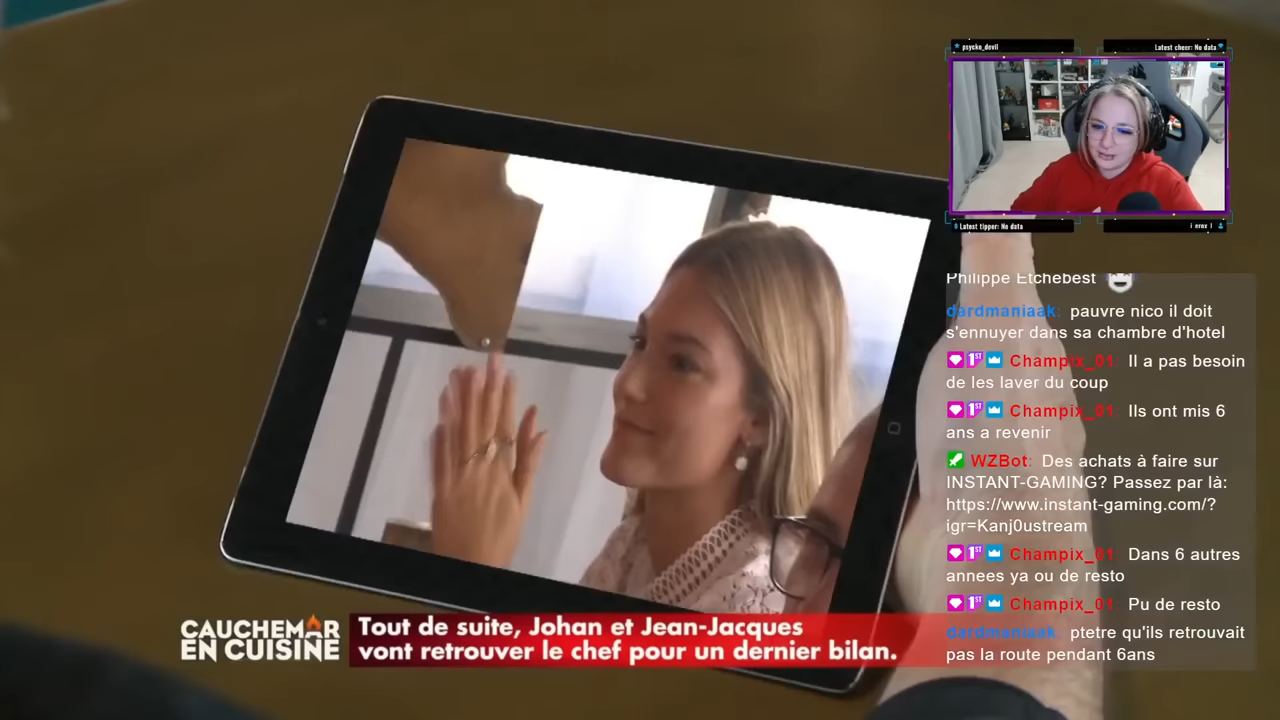 psycko_devil
Latest cheer: No data
Latest tipper: No data
Philippe Etchebest
dardmaniaak: pauvre nico il doit
s'ennuyer dans sa chambre d'hotel
Champix_01: Il a pas besoin
de les laver du coup
Champix_01: Ils ont mis 6
ans a revenir
WZBot: Des achats à faire sur
INSTANT-GAMING? Passez par là:
https://www.instant-gaming.com/?
igr=Kanj0ustream
Champix_01: Dans 6 autres
annees ya ou de resto
Champix_01: Pu de resto
dardmaniaak: ptetre qu'ils retrouvait
pas la route pendant 6ans
CAUCHEMAR
EN CUISINE
Tout de suite, Johan et Jean-Jacques
vont retrouver le chef pour un dernier bilan.